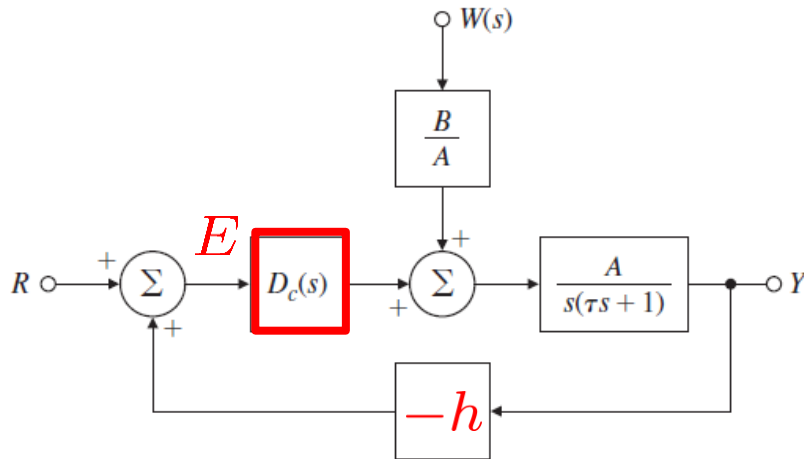 W(s)
B
A
E
+
+
R
Σ
D_c(s)
Σ
A
s(τs + 1)
Y
+
+
−h